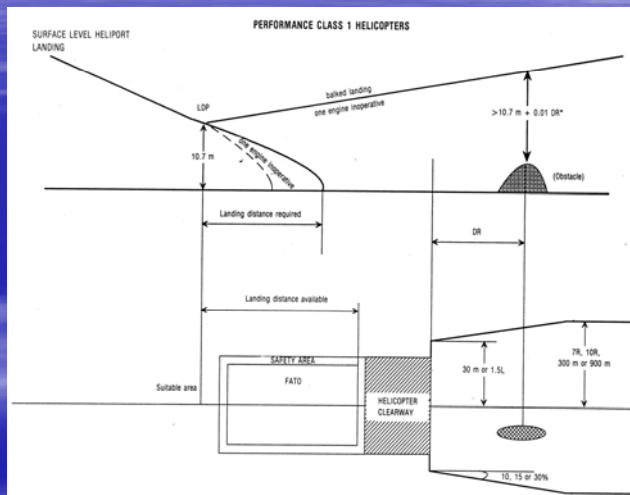 PERFORMANCE CLASS 1 HELICOPTERS
SURFACE LEVEL HELIPORT
LANDING
LDP
balked landing
one engine inoperative
>10.7 m + 0.01 DR*
10.7 m
one engine inoperative
(Obstacle)
Landing distance required
DR
Landing distance available
SAFETY AREA
FATO
Suitable area
HELICOPTER
CLEARWAY
30 m or 1.5L
7R, 10R,
300 m or 900 m
10, 15 or 30%